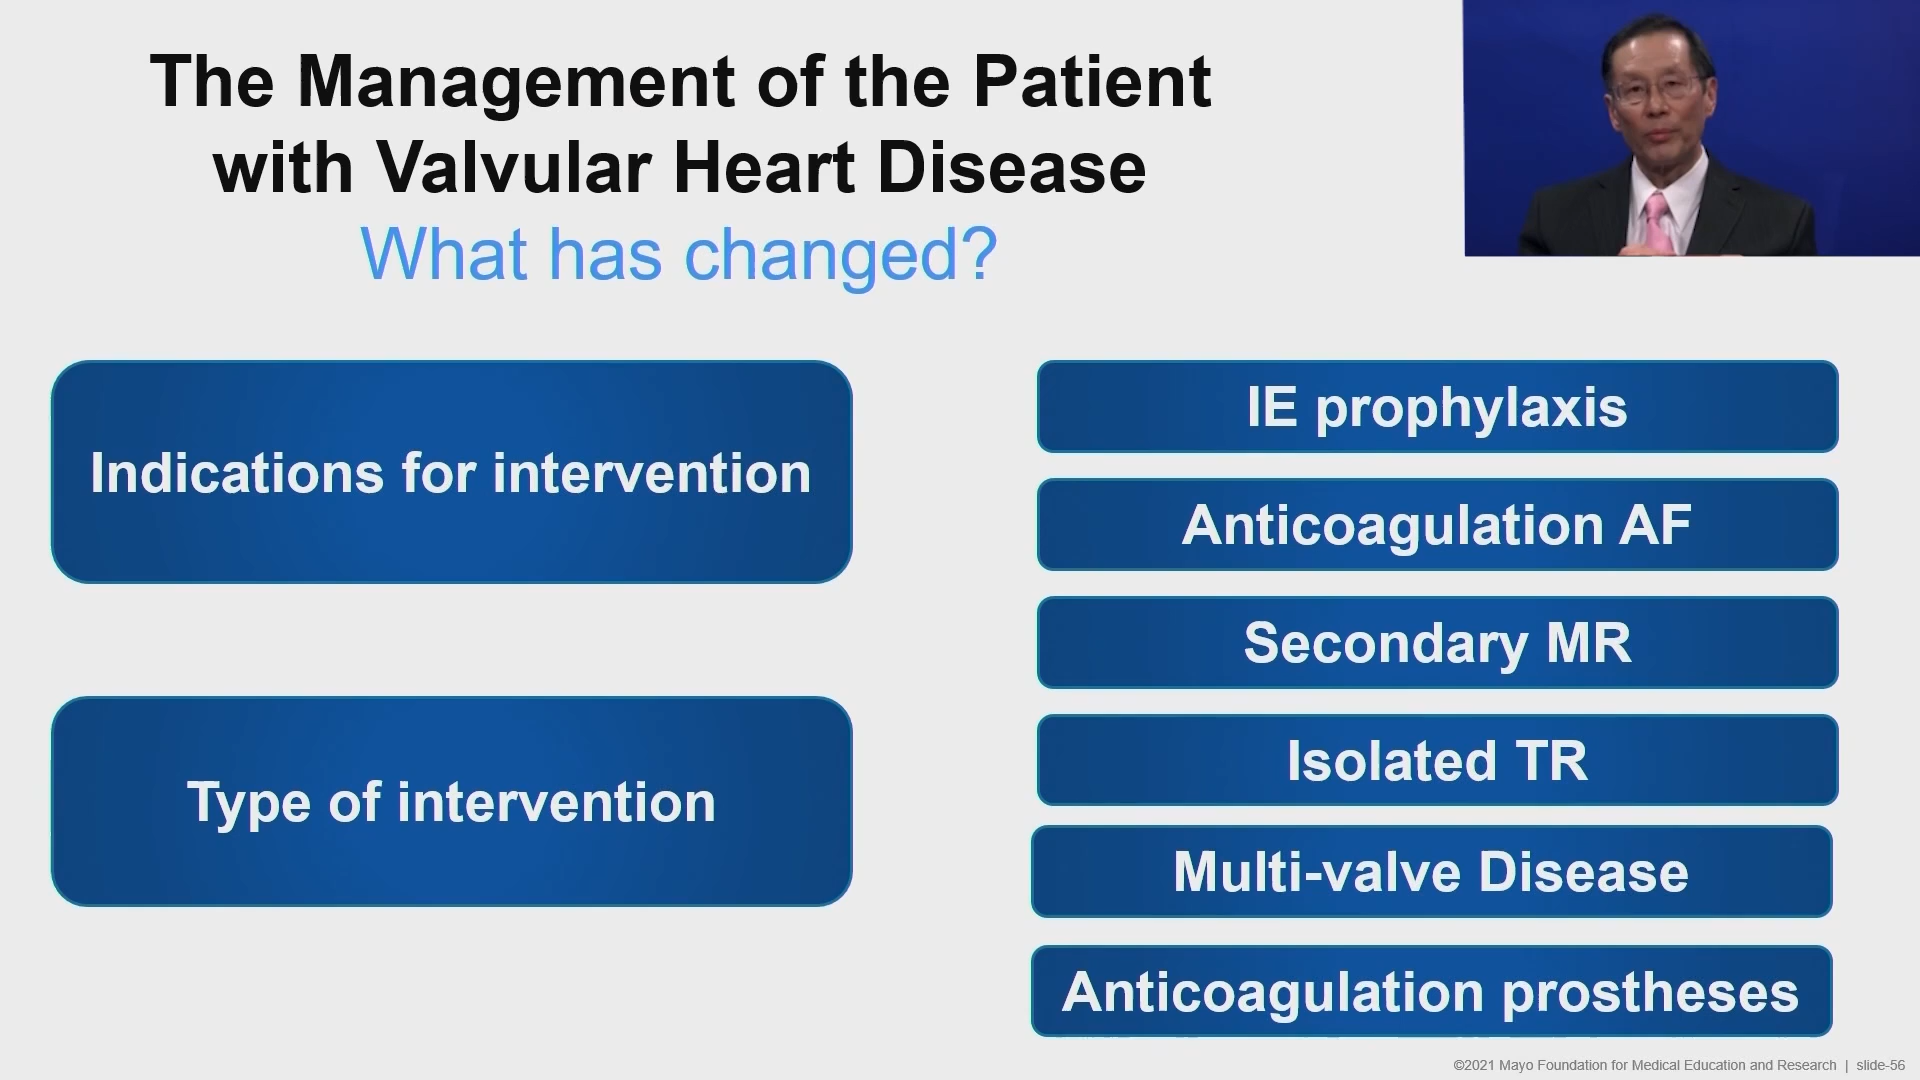 The Management of the Patient
with Valvular Heart Disease
What has changed?
Indications for intervention
Type of intervention
IE prophylaxis
Anticoagulation AF
Secondary MR
Isolated TR
Multi-valve Disease
Anticoagulation prostheses
©2021 Mayo Foundation for Medical Education and Research | slide-56